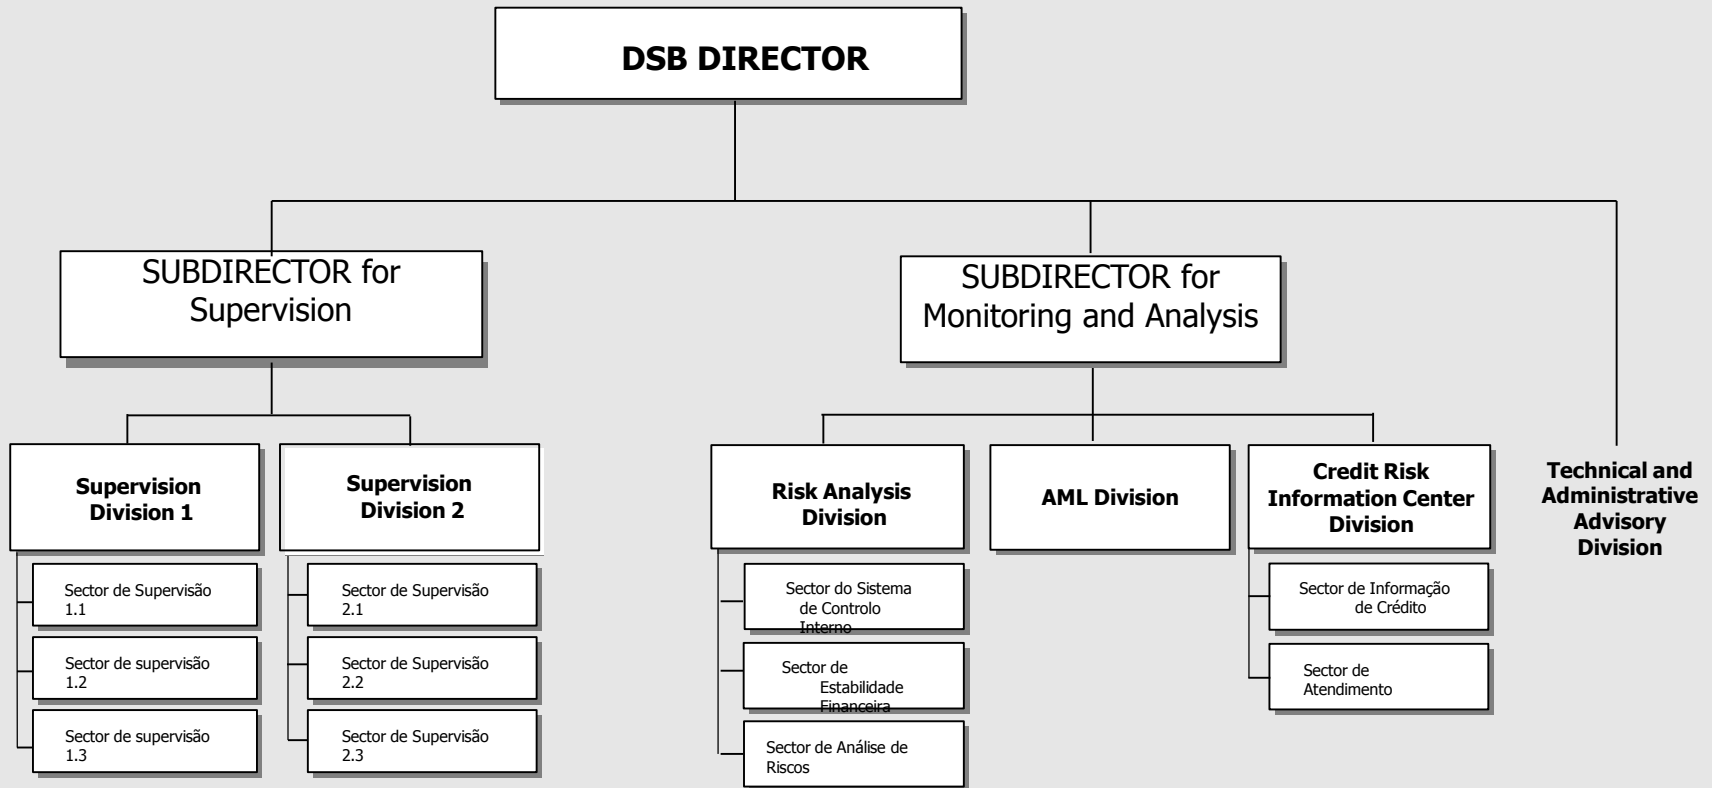 DSB DIRECTOR
SUBDIRECTOR for
Supervision
SUBDIRECTOR for
Monitoring and Analysis
Supervision
Division 1
Supervision
Division 2
Risk Analysis
Division
AML Division
Credit Risk
Information Center
Division
Technical and
Administrative
Advisory
Division
Sector de Supervisão
1.1
Sector de supervisão
1.2
Sector de supervisão
1.3
Sector de Supervisão
2.1
Sector de Supervisão
2.2
Sector de Supervisão
2.3
Sector do Sistema
de Controlo
Interno
Sector de
Estabilidade
Financeira
Sector de Análise de
Riscos
Sector de Informação
de Crédito
Sector de
Atendimento